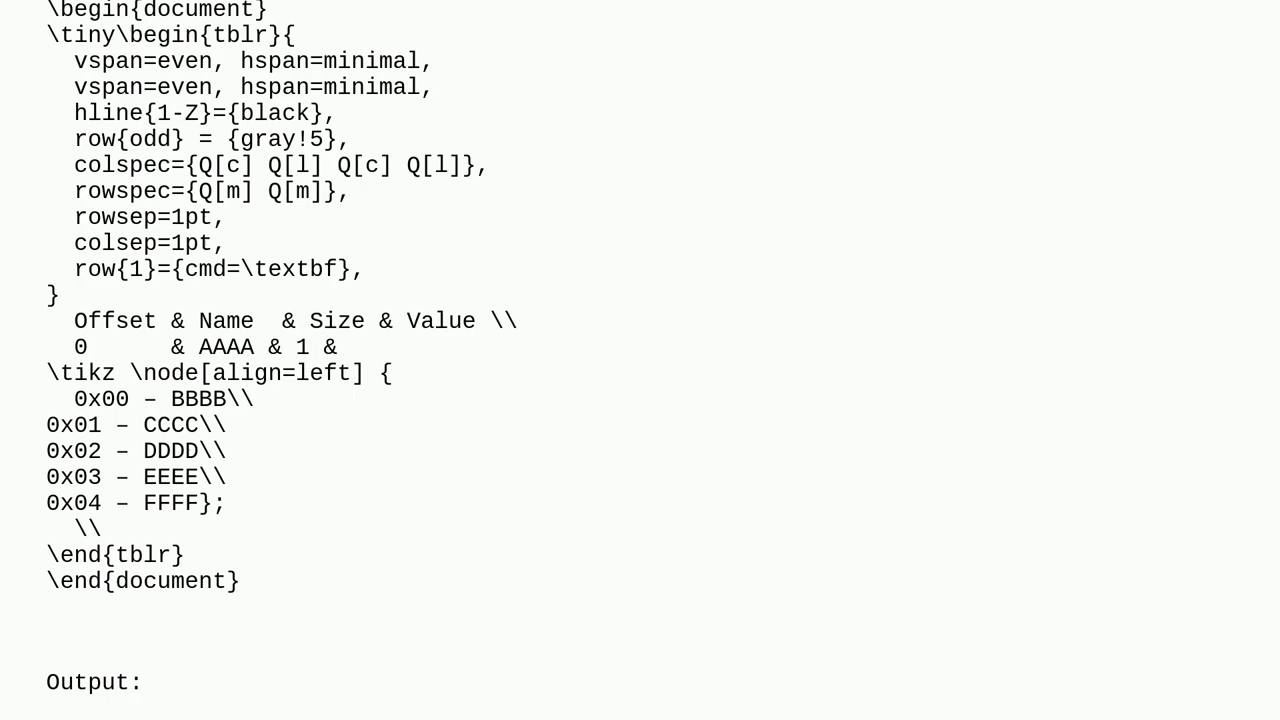 \begin{document}
\tiny\begin{tblr}{
  vspan=even, hspan=minimal,
  vspan=even, hspan=minimal,
  hline{1-Z}={black},
  row{odd} = {gray!5},
  colspec={Q[c] Q[l] Q[c] Q[l]},
  rowspec={Q[m] Q[m]},
  rowsep=1pt,
  colsep=1pt,
  row{1}={cmd=\textbf},
}
  Offset & Name  & Size & Value \\
  0      & AAAA & 1 &
\tikz \node[align=left] {
  0x00 – BBBB\\
0x01 – CCCC\\
0x02 – DDDD\\
0x03 – EEEE\\
0x04 – FFFF};
  \\
\end{tblr}
\end{document}
Output: